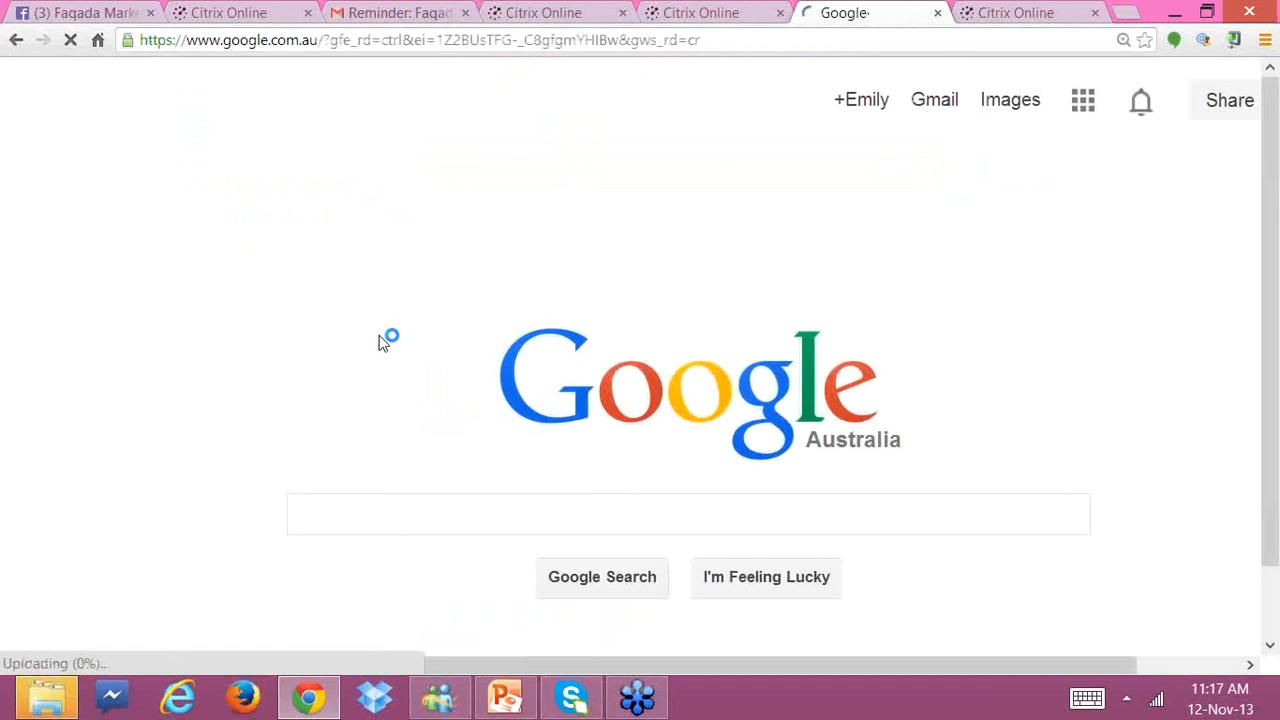 (3) Faqada Mark
Citrix Online
Reminder: Faqad
Citrix Online
Citrix Online
Google
Citrix Online
https://www.google.com.au/?gfe_rd=ctrl&ei=1Z2BUsTFG-_C8gfgmYHIBw&gws_rd=cr
+Emily
Gmail
Images
Share
Google
Australia
Google Search
I'm Feeling Lucky
Uploading (0%)...
11:17 AM
12-Nov-13